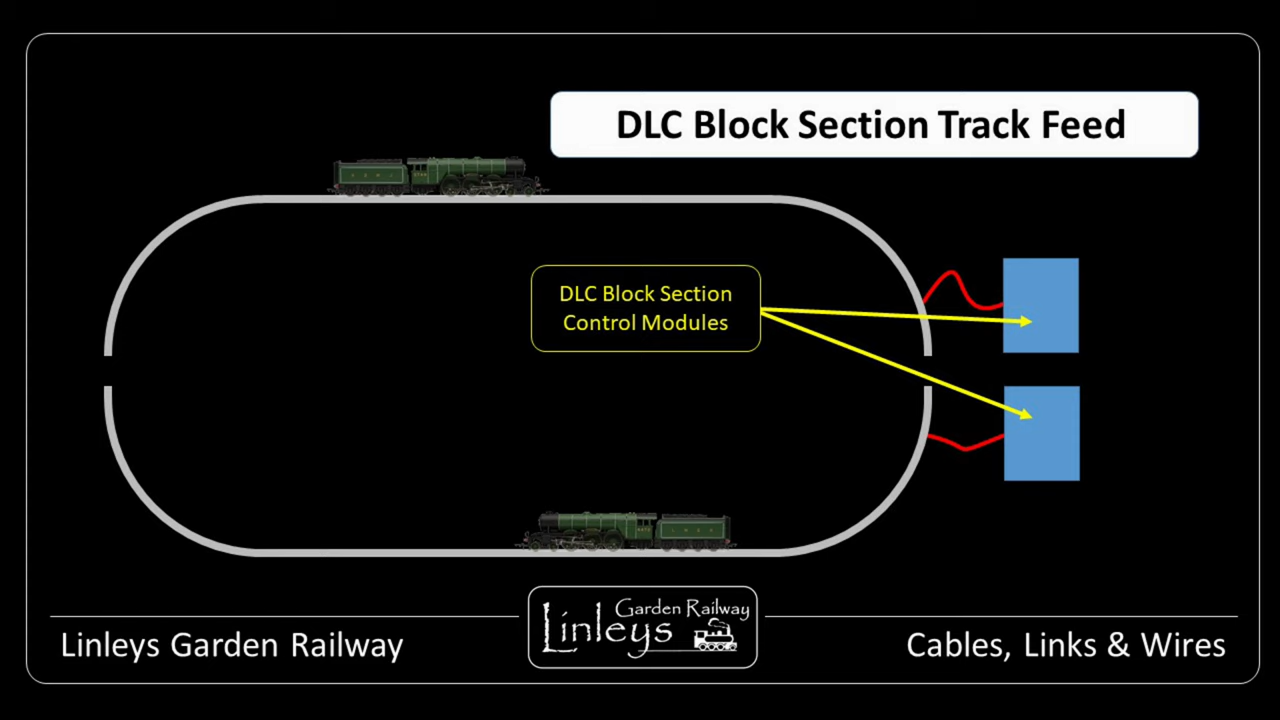 DLC Block Section Track Feed
DLC Block Section
Control Modules
Garden Railway
Linleys
Linleys Garden Railway
Cables, Links & Wires